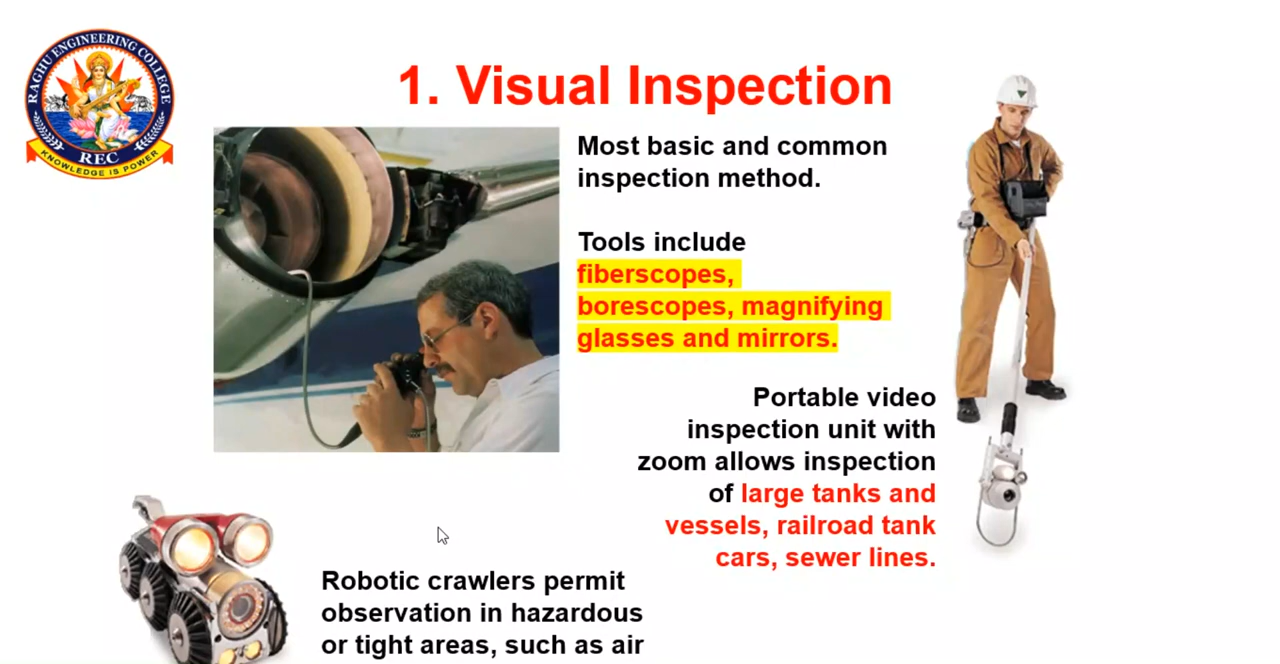 RAGHU ENGINEERING COLLEGE
REC
KNOWLEDGE IS POWER
1. Visual Inspection
Most basic and common
inspection method.
Tools include
fiberscopes,
borescopes, magnifying
glasses and mirrors.
Portable video
inspection unit with
zoom allows inspection
of large tanks and
vessels, railroad tank
cars, sewer lines.
Robotic crawlers permit
observation in hazardous
or tight areas, such as air